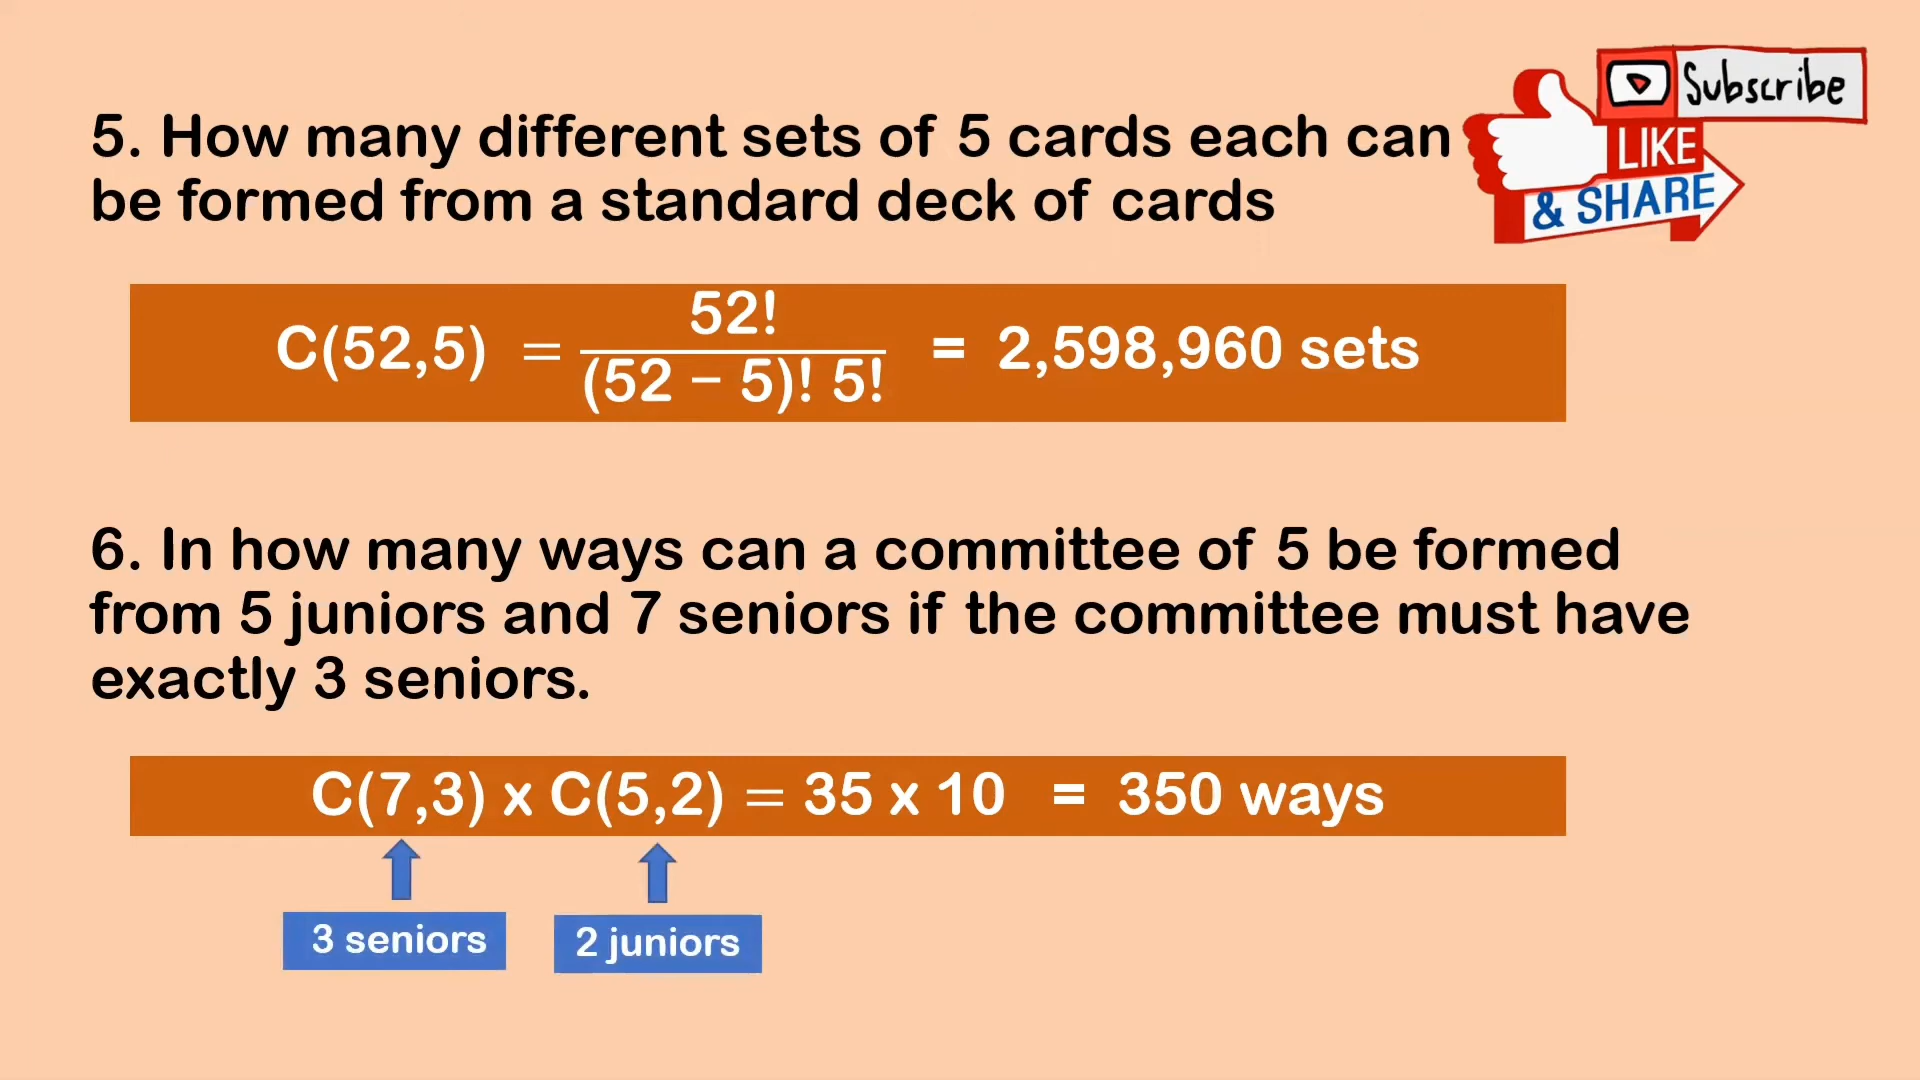 Subscribe
LIKE
& SHARE
5. How many different sets of 5 cards each can
be formed from a standard deck of cards
C(52,5) = 52! / (52 − 5)! 5! = 2,598,960 sets
6. In how many ways can a committee of 5 be formed
from 5 juniors and 7 seniors if the committee must have
exactly 3 seniors.
C(7,3) x C(5,2) = 35 x 10 = 350 ways
3 seniors
2 juniors